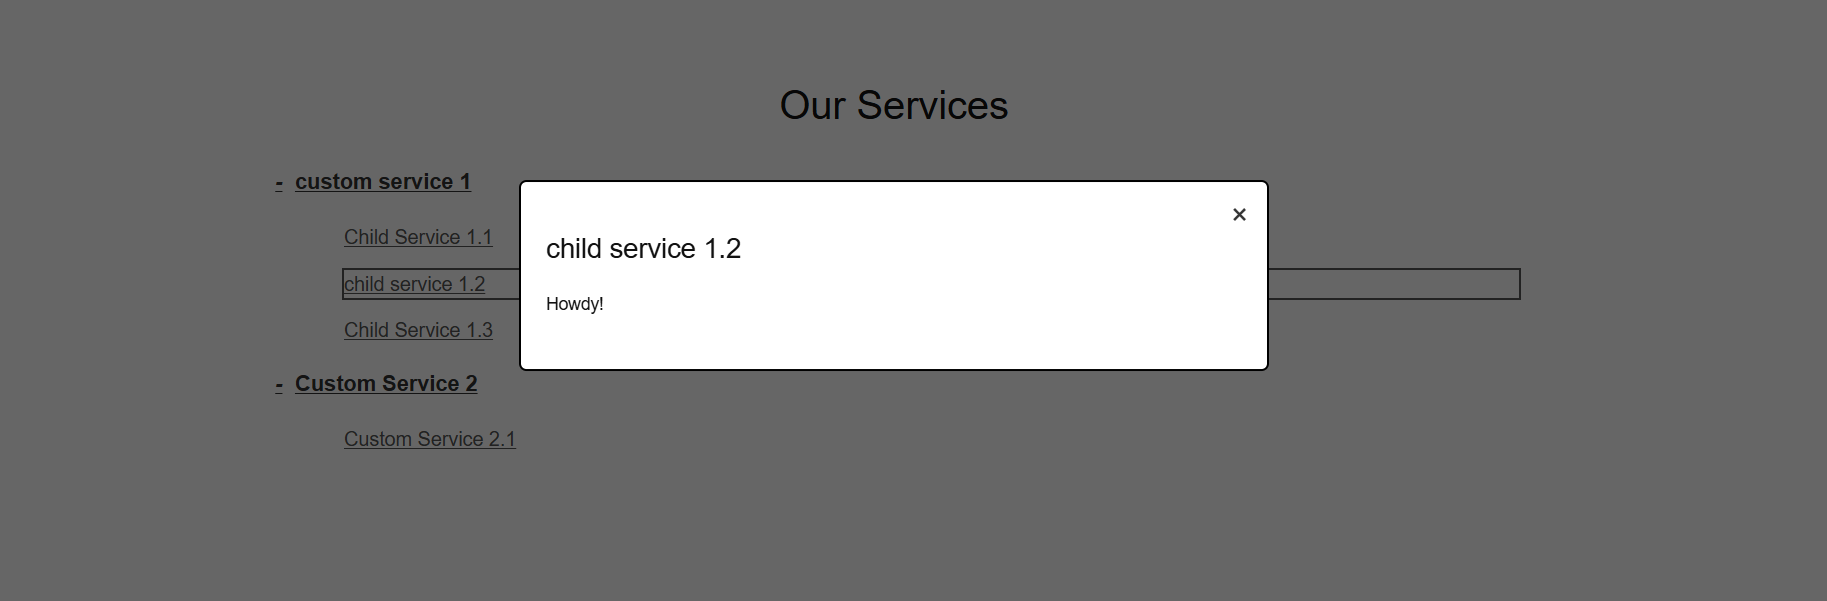 Our Services
- custom service 1
Child Service 1.1
child service 1.2
Child Service 1.3
- Custom Service 2
Custom Service 2.1
×
child service 1.2
Howdy!